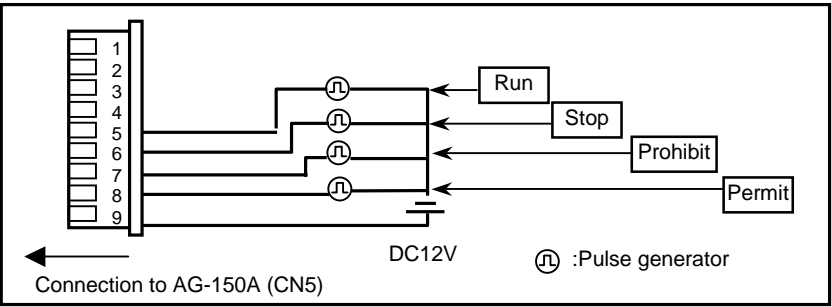 1
2
3
4
5
6
7
8
9
Run
Stop
Prohibit
Permit
DC12V
:Pulse generator
Connection to AG-150A (CN5)